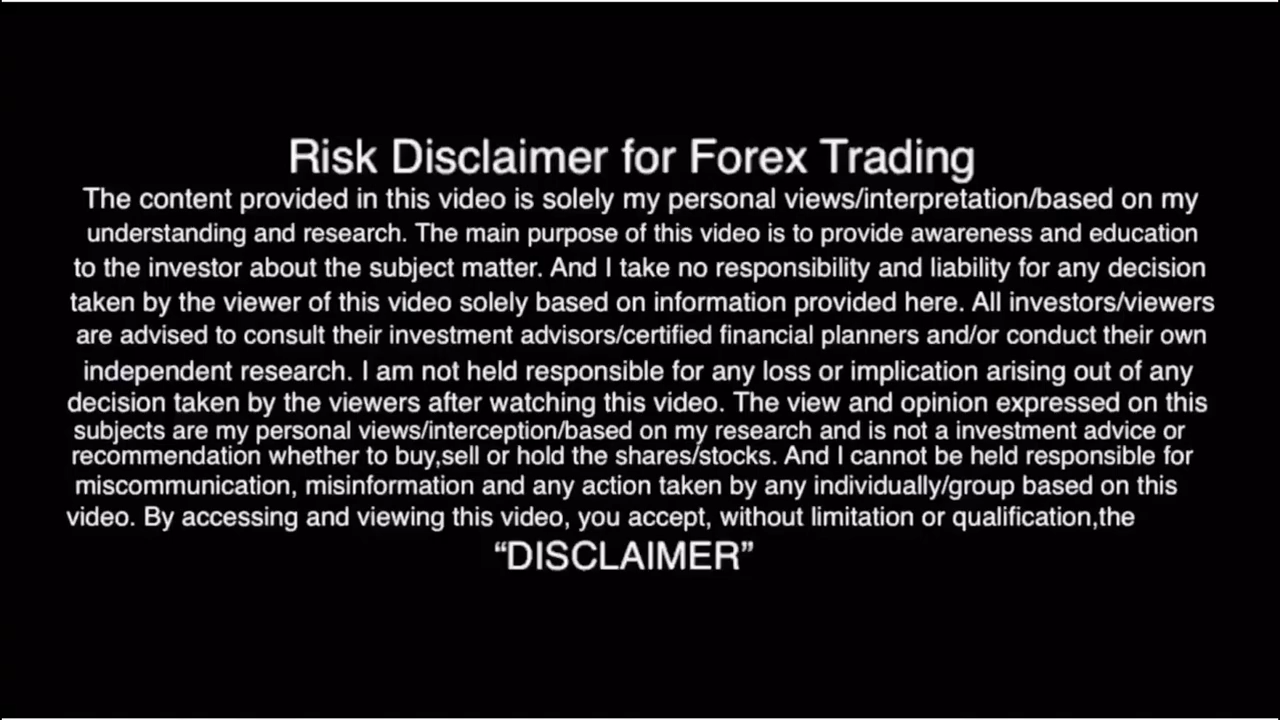 Risk Disclaimer for Forex Trading
The content provided in this video is solely my personal views/interpretation/based on my
understanding and research. The main purpose of this video is to provide awareness and education
to the investor about the subject matter. And I take no responsibility and liability for any decision
taken by the viewer of this video solely based on information provided here. All investors/viewers
are advised to consult their investment advisors/certified financial planners and/or conduct their own
independent research. I am not held responsible for any loss or implication arising out of any
decision taken by the viewers after watching this video. The view and opinion expressed on this
subjects are my personal views/interception/based on my research and is not a investment advice or
recommendation whether to buy,sell or hold the shares/stocks. And I cannot be held responsible for
miscommunication, misinformation and any action taken by any individually/group based on this
video. By accessing and viewing this video, you accept, without limitation or qualification,the
“DISCLAIMER”